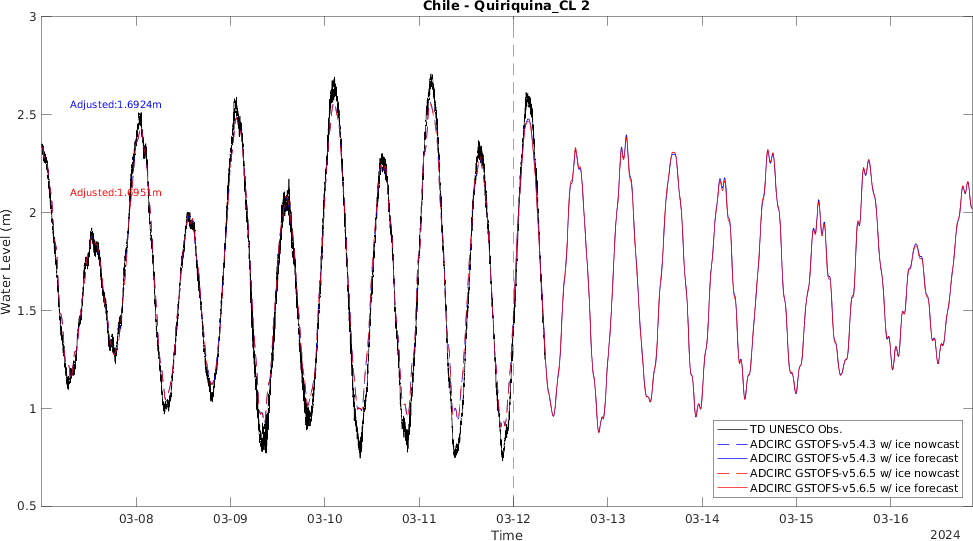 Chile - Quiriquina_CL 2
3
2.5
2
1.5
1
0.5
Water Level (m)
Adjusted:1.6924m
Adjusted:1.6951m
TD UNESCO Obs.
ADCIRC GSTOFS-v5.4.3 w/ ice nowcast
ADCIRC GSTOFS-v5.4.3 w/ ice forecast
ADCIRC GSTOFS-v5.6.5 w/ ice nowcast
ADCIRC GSTOFS-v5.6.5 w/ ice forecast
03-08 03-09 03-10 03-11 03-12 03-13 03-14 03-15 03-16
Time
2024